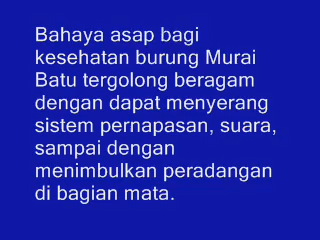 Bahaya asap bagi
kesehatan burung Murai
Batu tergolong beragam
dengan dapat menyerang
sistem pernapasan, suara,
sampai dengan
menimbulkan peradangan
di bagian mata.